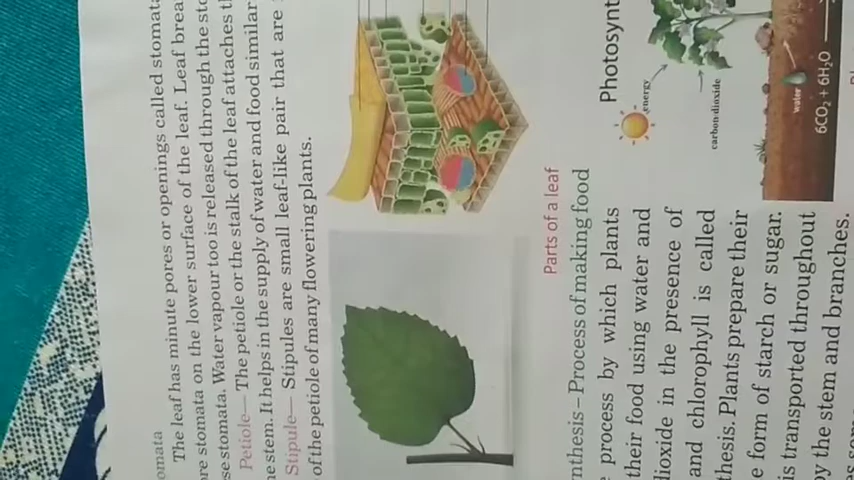 omata
The leaf has minute pores or openings called stomata
re stomata on the lower surface of the leaf. Leaf brea
se stomata. Water vapour too is released through the sto
Petiole— The petiole or the stalk of the leaf attaches t
he stem. It helps in the supply of water and food similar
Stipule— Stipules are small leaf-like pair that are
of the petiole of many flowering plants.
Parts of a leaf
nthesis – Process of making food
process by which plants
their food using water and
dioxide in the presence of
and chlorophyll is called
thesis. Plants prepare their
e form of starch or sugar.
is transported throughout
by the stem and branches.
Photosynt
energy
carbon dioxide
water
6CO₂ + 6H₂O